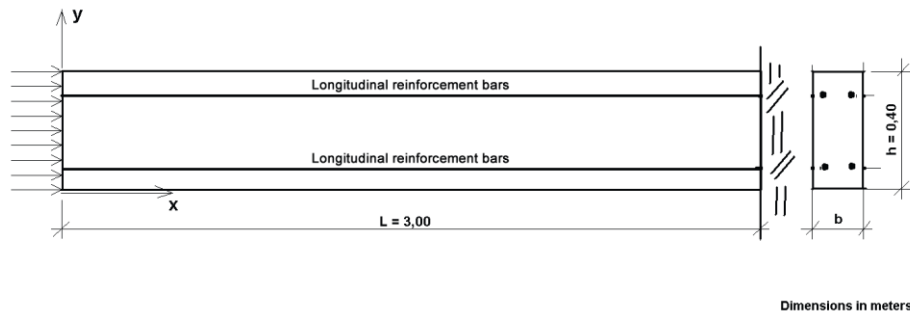 y
Longitudinal reinforcement bars
Longitudinal reinforcement bars
h = 0,40
x
L = 3,00
b
Dimensions in meters